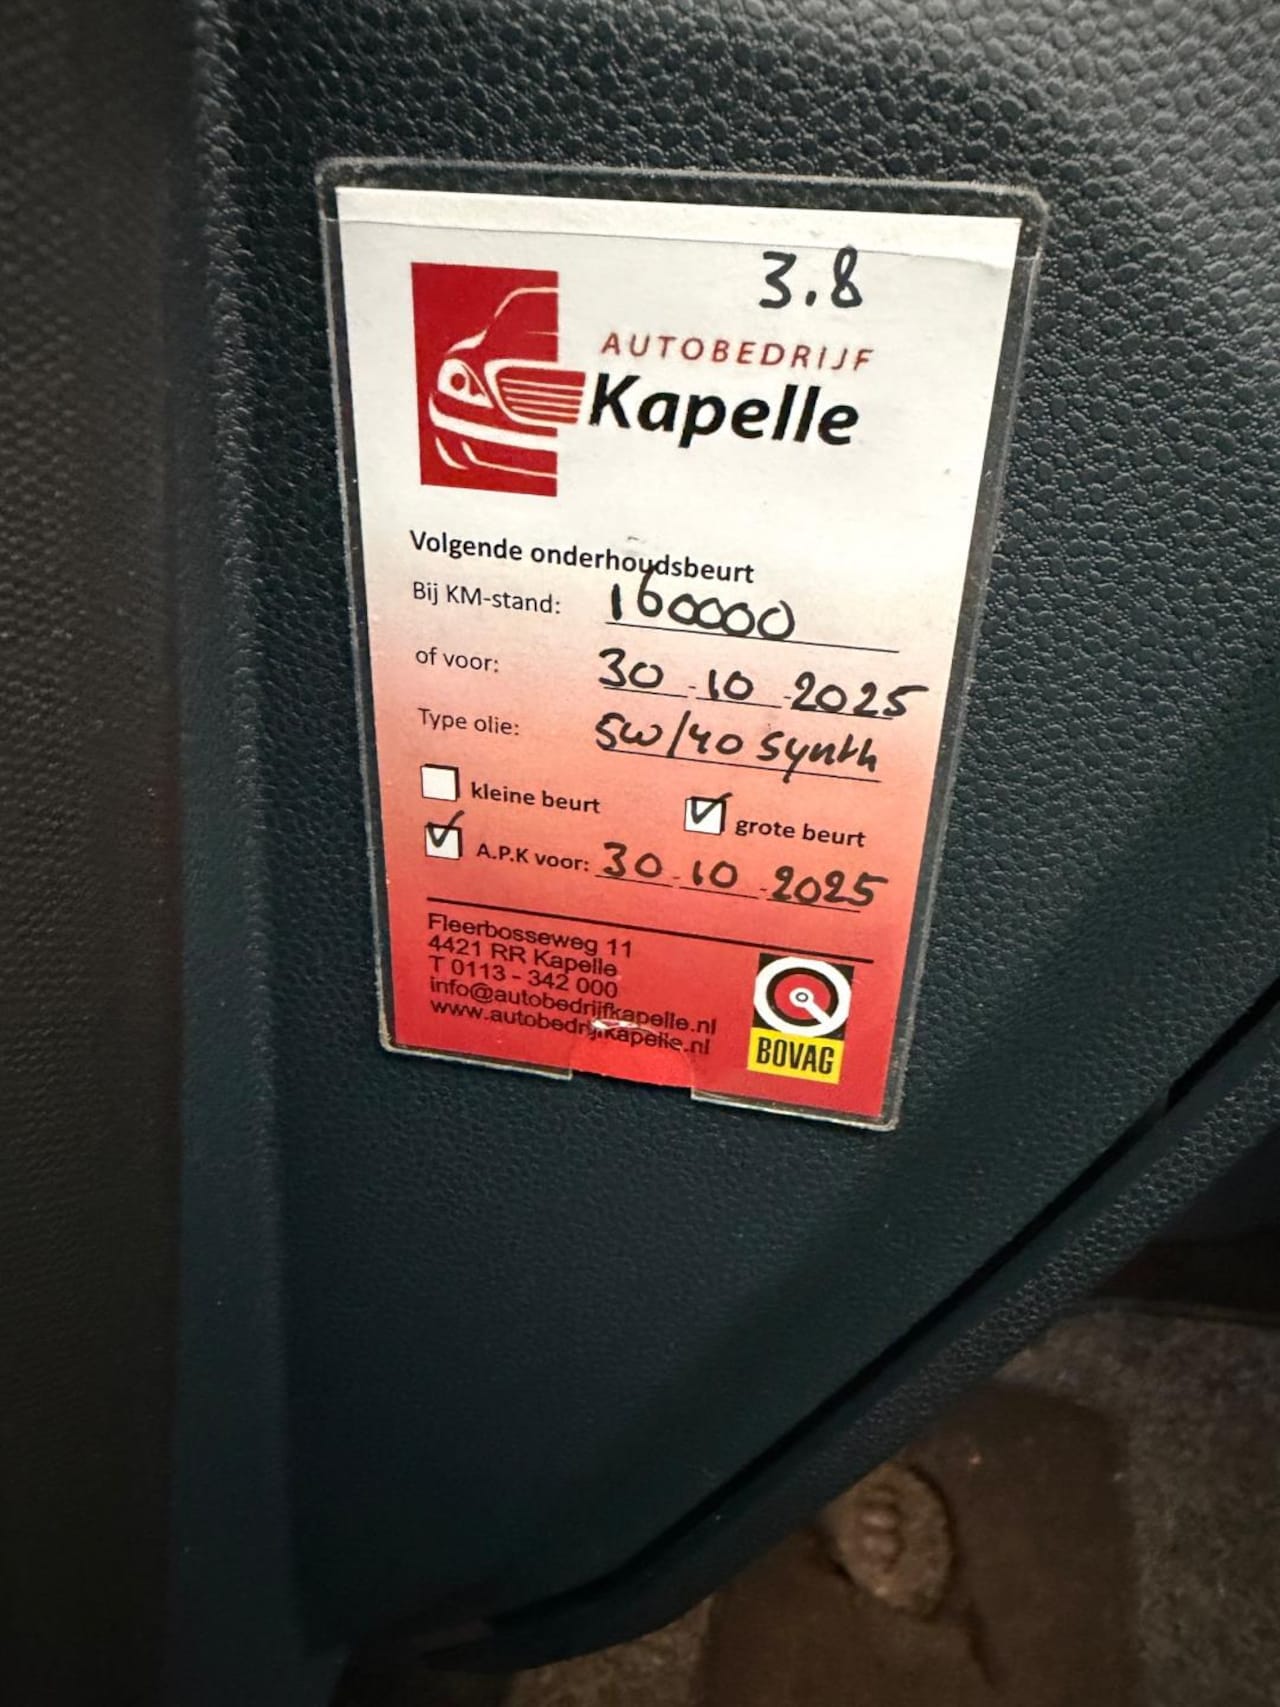 3.8
AUTOBEDRIJF
Kapelle
Volgende onderhoudsbeurt
Bij KM-stand: 160000
of voor: 30-10-2025
Type olie: 5w/40 synth
kleine beurt grote beurt
A.P.K voor: 30-10-2025
Fleerbosseweg 11
4421 RR Kapelle
T 0113 - 342 000
info@autobedrijfkapelle.nl
www.autobedrijfkapelle.nl
BOVAG